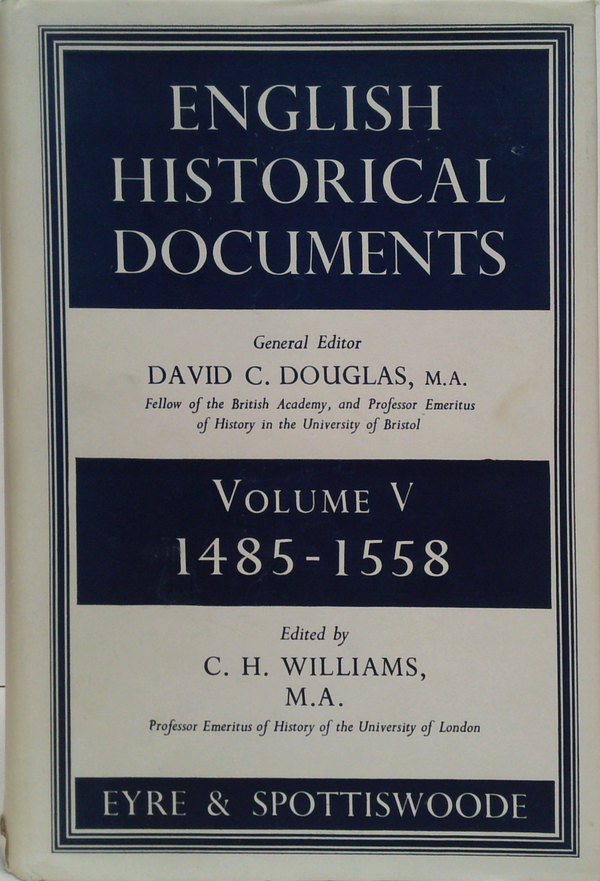 ENGLISH
HISTORICAL
DOCUMENTS
General Editor
DAVID C. DOUGLAS, M.A.
Fellow of the British Academy, and Professor Emeritus
of History in the University of Bristol
VOLUME V
1485-1558
Edited by
C. H. WILLIAMS,
M.A.
Professor Emeritus of History of the University of London
EYRE & SPOTTISWOODE